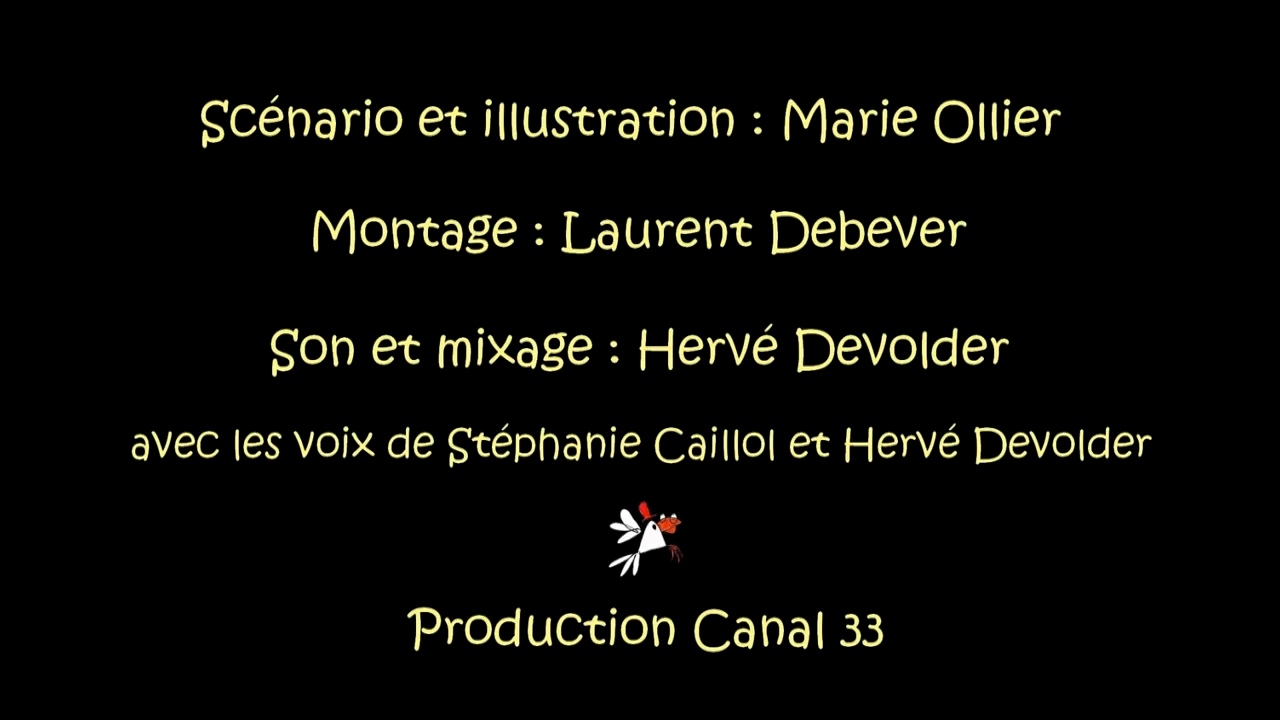 Scénario et illustration : Marie Ollier
Montage : Laurent Debever
Son et mixage : Hervé Devolder
avec les voix de Stéphanie Caillol et Hervé Devolder
Production Canal 33